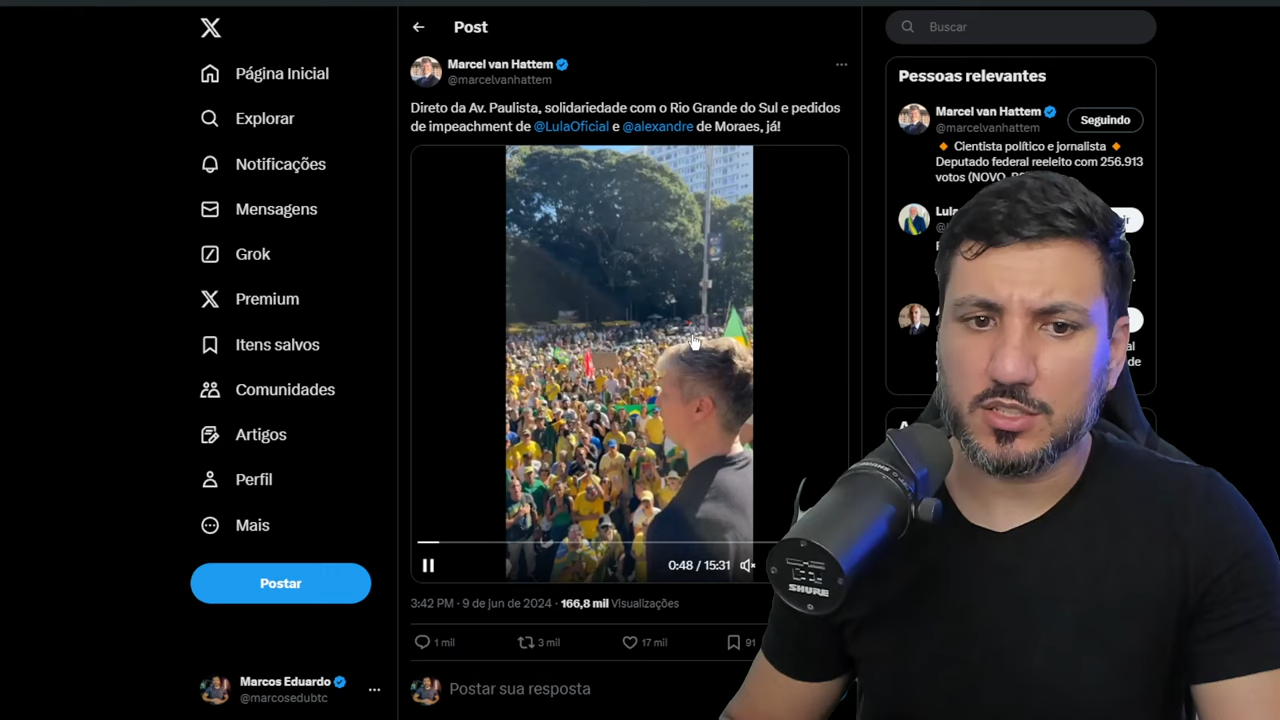 Post
Buscar
Página Inicial
Explorar
Notificações
Mensagens
Grok
Premium
Itens salvos
Comunidades
Artigos
Perfil
Mais
Postar
Marcos Eduardo
@marcosedubtc
Marcel van Hattem
@marcelvanhattem
Direto da Av. Paulista, solidariedade com o Rio Grande do Sul e pedidos
de impeachment de @LulaOficial e @alexandre de Moraes, já!
0:48 / 15:31
3:42 PM · 9 de jun de 2024 · 166,8 mil Visualizações
1 mil
3 mil
17 mil
91
Postar sua resposta
Pessoas relevantes
Marcel van Hattem
@marcelvanhattem
Seguindo
🔸 Cientista político e jornalista 🔸
Deputado federal reeleito com 256.913
votos (NOVO,
Lula
de
SHURE